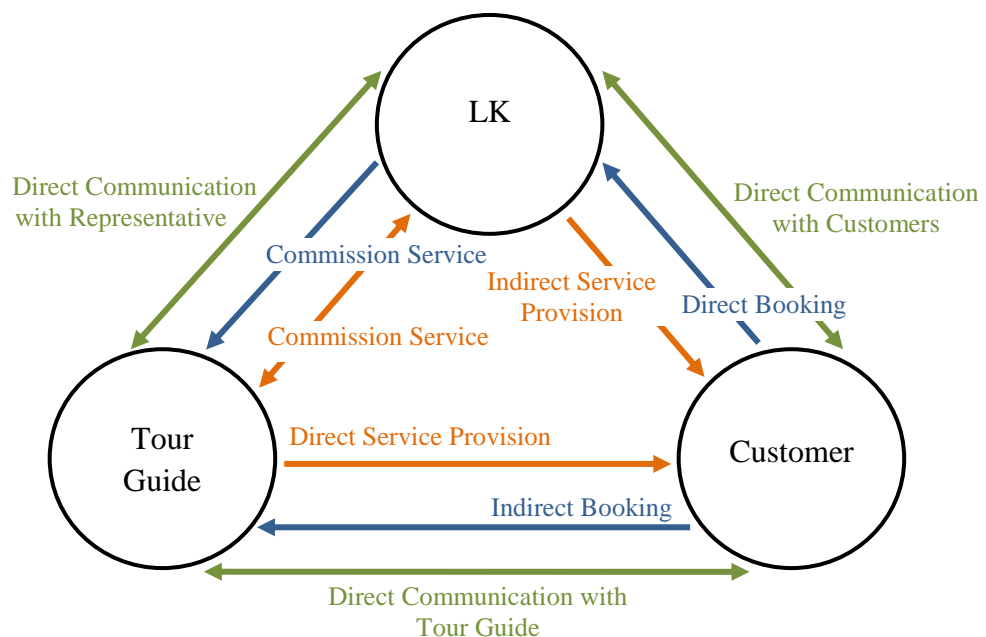 LK
Direct Communication
with Representative
Direct Communication
with Customers
Commission Service
Indirect Service
Provision
Direct Booking
Commission Service
Tour
Guide
Direct Service Provision
Customer
Indirect Booking
Direct Communication with
Tour Guide